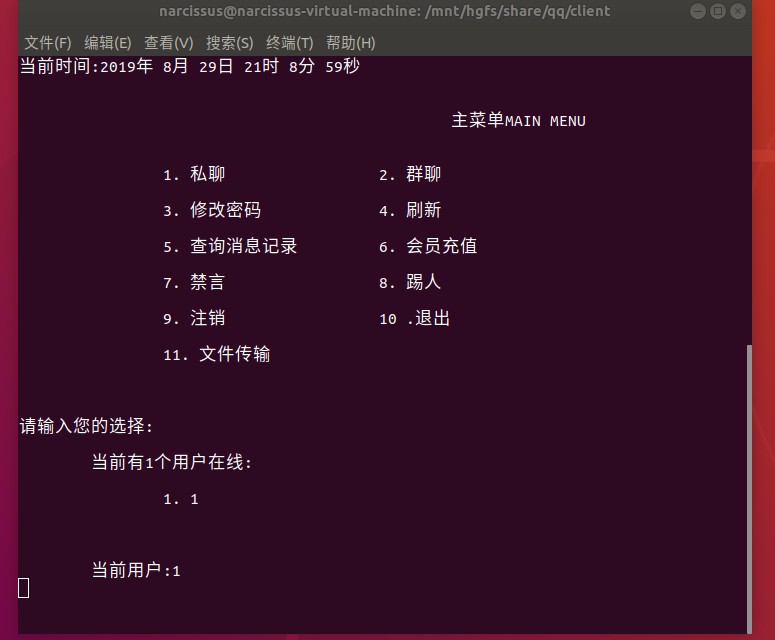 narcissus@narcissus-virtual-machine: /mnt/hgfs/share/qq/client
文件(F) 编辑(E) 查看(V) 搜索(S) 终端(T) 帮助(H)
当前时间:2019年 8月 29日 21时 8分 59秒
主菜单MAIN MENU
1. 私聊 2. 群聊
3. 修改密码 4. 刷新
5. 查询消息记录 6. 会员充值
7. 禁言 8. 踢人
9. 注销 10 .退出
11. 文件传输
请输入您的选择:
当前有1个用户在线:
1. 1
当前用户:1